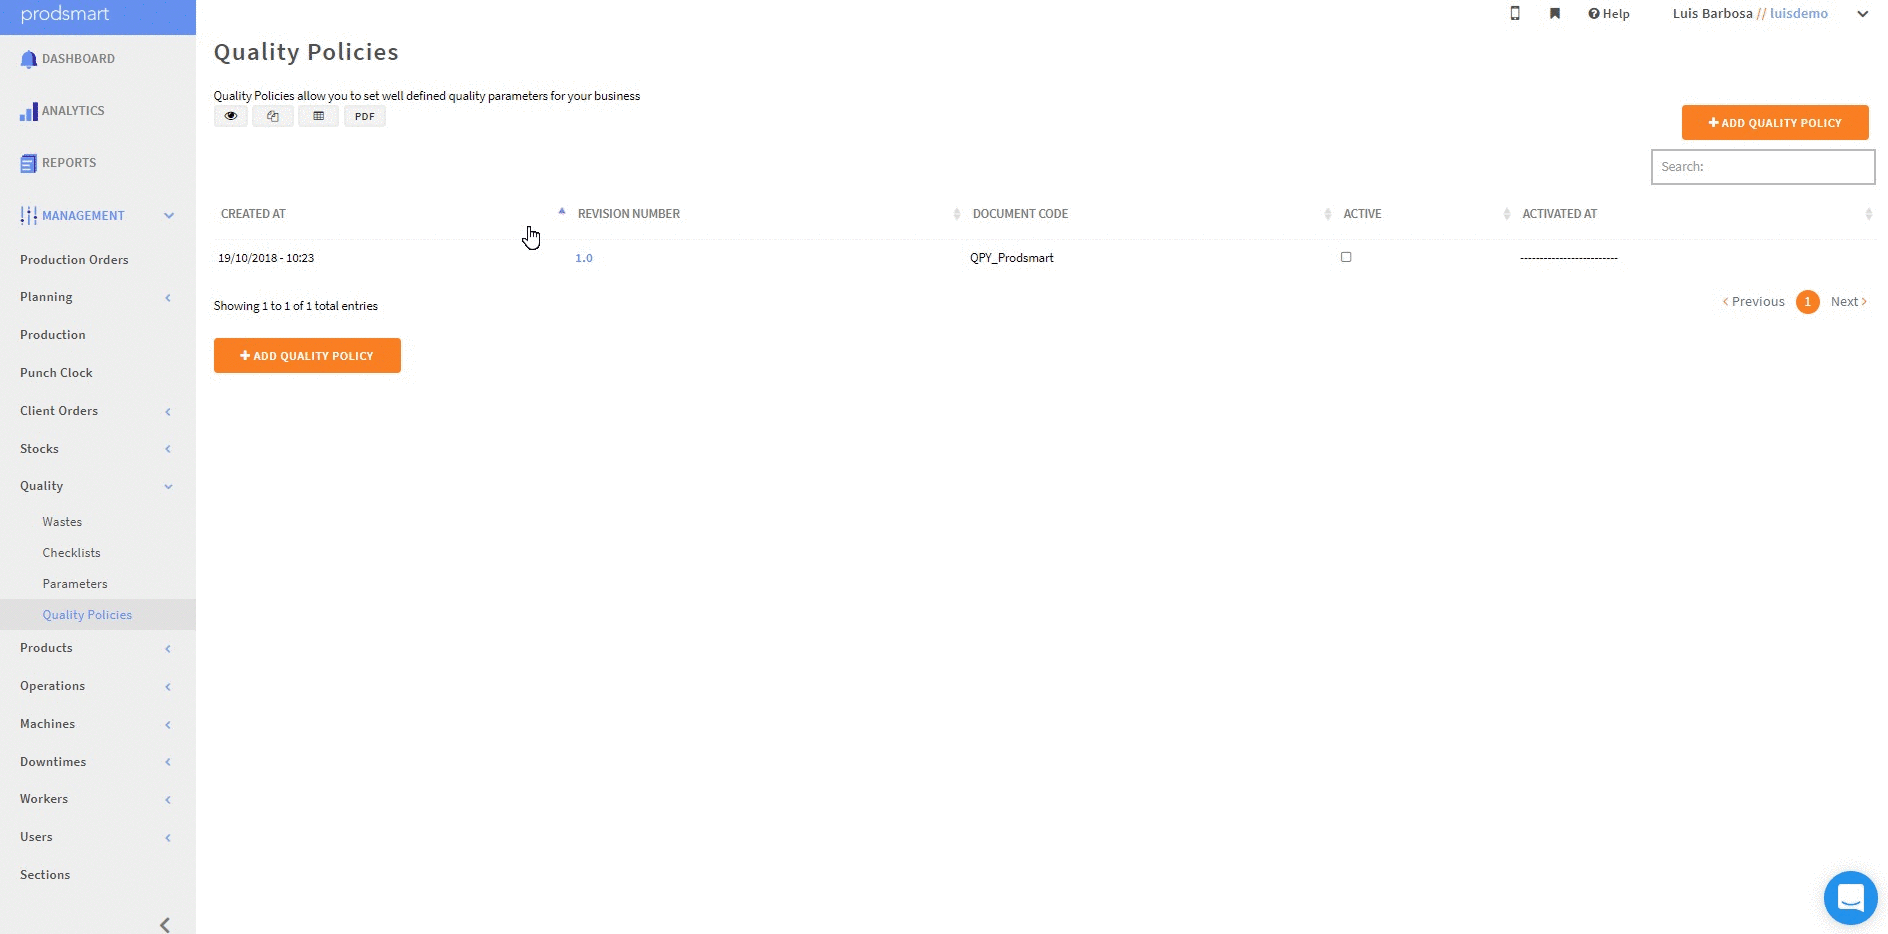 prodsmart
Help
Luis Barbosa // luisdemo
DASHBOARD
ANALYTICS
REPORTS
MANAGEMENT
Production Orders
Planning
Production
Punch Clock
Client Orders
Stocks
Quality
Wastes
Checklists
Parameters
Quality Policies
Products
Operations
Machines
Downtimes
Workers
Users
Sections
Quality Policies
Quality Policies allow you to set well defined quality parameters for your business
PDF
+ ADD QUALITY POLICY
Search:
CREATED AT REVISION NUMBER DOCUMENT CODE ACTIVE ACTIVATED AT
19/10/2018 - 10:23 1.0 QPY_Prodsmart -------------------------
Showing 1 to 1 of 1 total entries
Previous 1 Next
+ ADD QUALITY POLICY